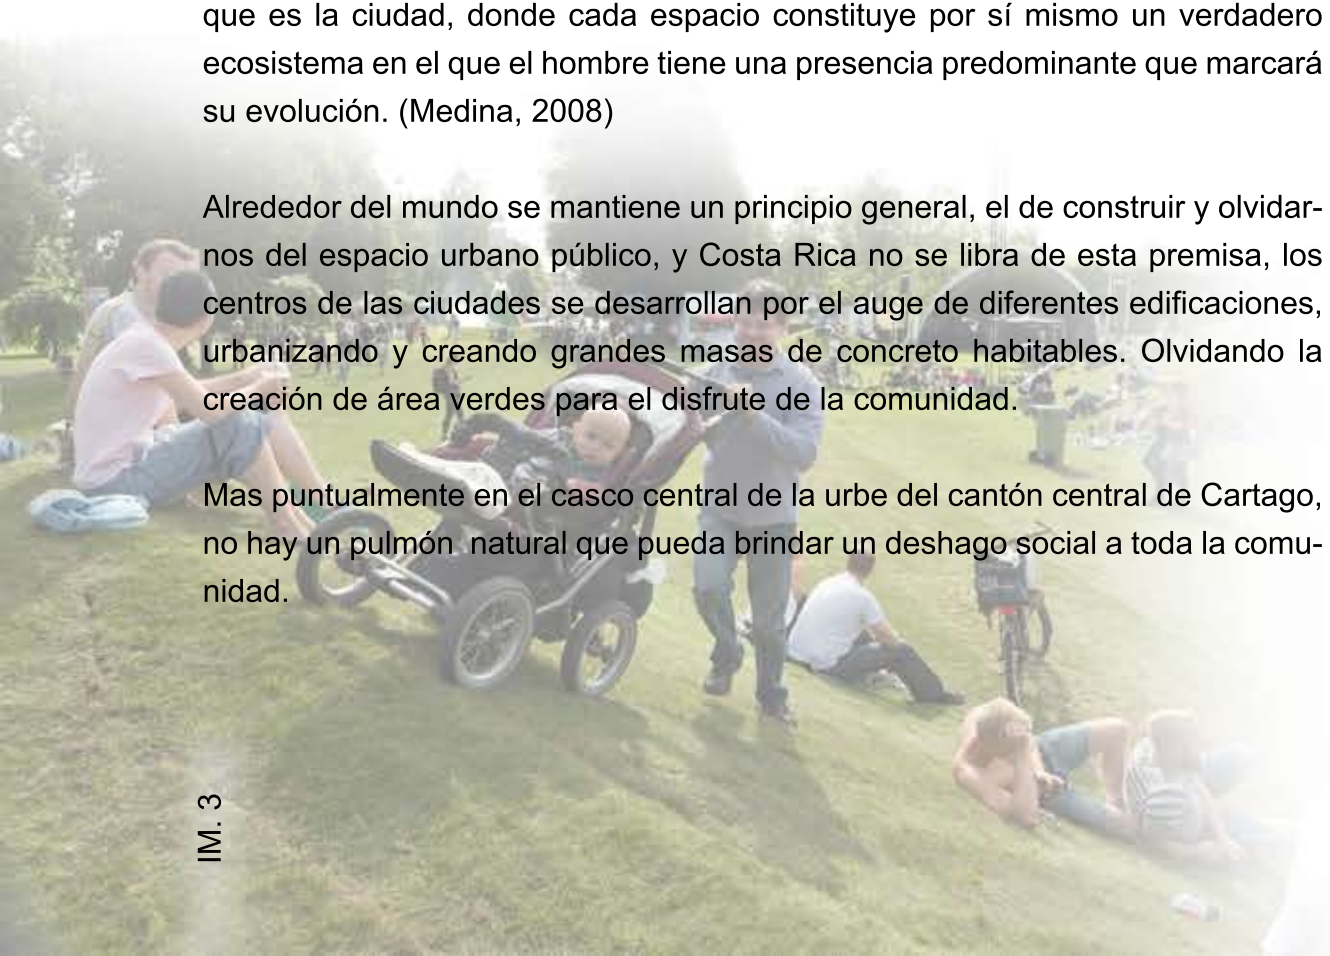 que es la ciudad, donde cada espacio constituye por sí mismo un verdadero
ecosistema en el que el hombre tiene una presencia predominante que marcará
su evolución. (Medina, 2008)
Alrededor del mundo se mantiene un principio general, el de construir y olvidar-
nos del espacio urbano público, y Costa Rica no se libra de esta premisa, los
centros de las ciudades se desarrollan por el auge de diferentes edificaciones,
urbanizando y creando grandes masas de concreto habitables. Olvidando la
creación de área verdes para el disfrute de la comunidad.
Mas puntualmente en el casco central de la urbe del cantón central de Cartago,
no hay un pulmón  natural que pueda brindar un deshago social a toda la comu-
nidad.
IM. 3